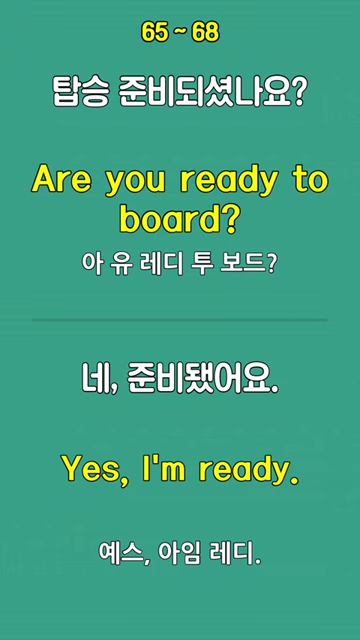 65 ~ 68
탑승 준비되셨나요?
Are you ready to
board?
아 유 레디 투 보드?
네, 준비됐어요.
Yes, I'm ready.
예스, 아임 레디.